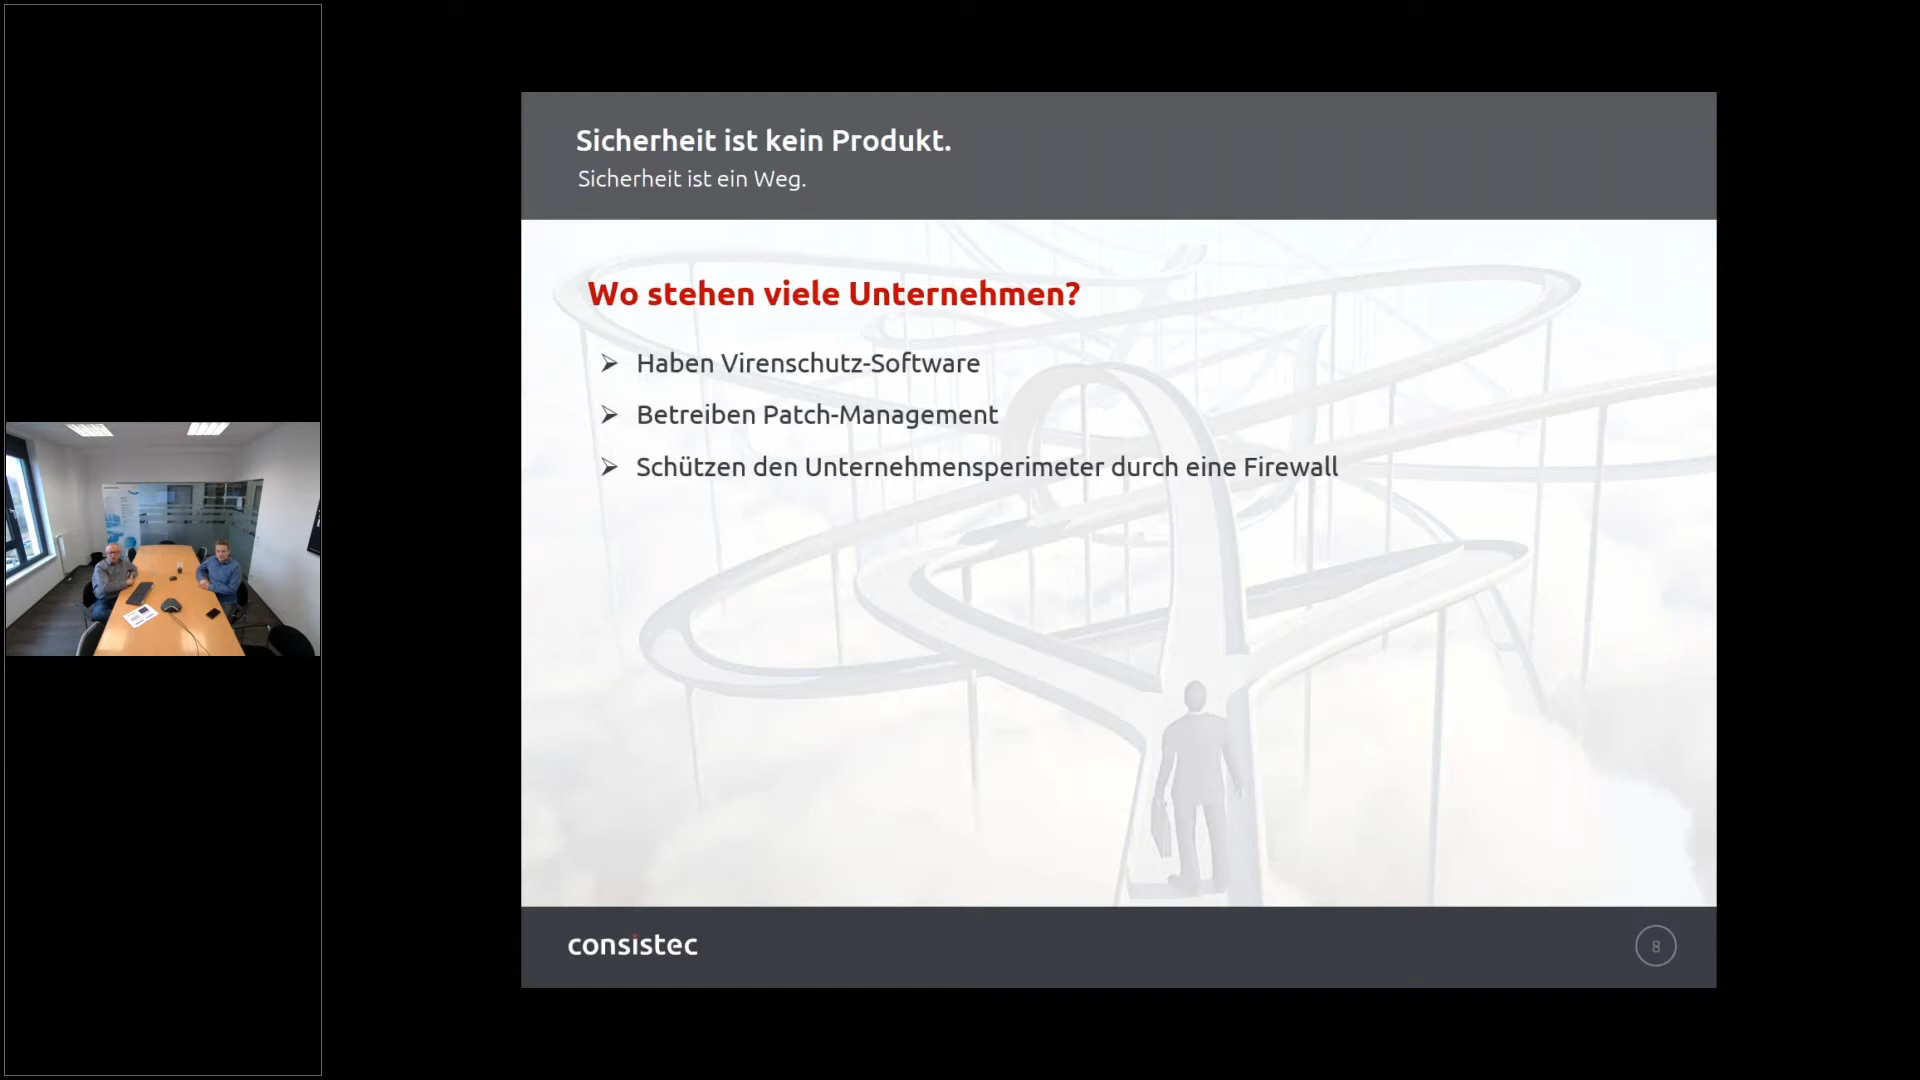 Sicherheit ist kein Produkt.
Sicherheit ist ein Weg.
Wo stehen viele Unternehmen?
➢ Haben Virenschutz-Software
➢ Betreiben Patch-Management
➢ Schützen den Unternehmensperimeter durch eine Firewall
consistec
8